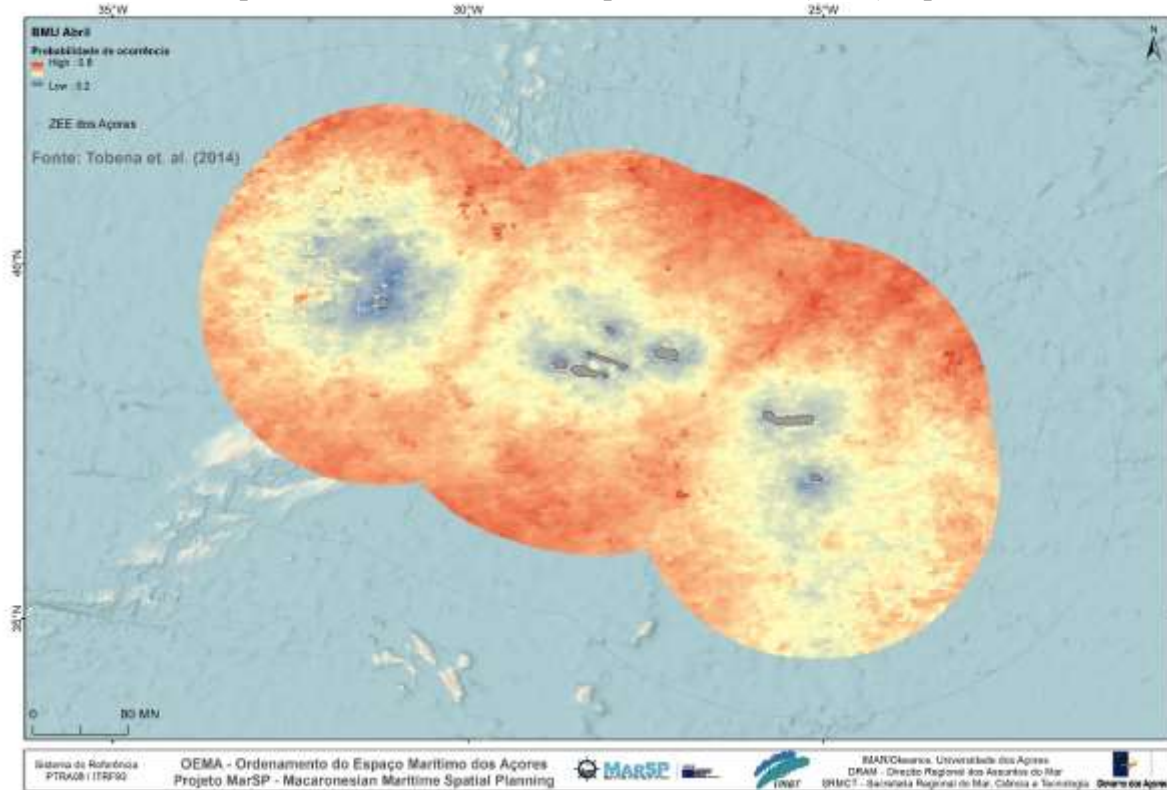 35°W 30°W 25°W
BMU Abril
Probabilidade de ocorrência
High : 0.8
Low : 0.2
ZEE dos Açores
Fonte: Tobena et. al. (2014)
N
40°N
35°N
0 80 MN
Sistema de Referência
PTRA08 / ITRF93
OEMA - Ordenamento do Espaço Marítimo dos Açores
Projeto MarSP - Macaronesian Maritime Spatial Planning
MARSP
IMAR/Okeanos, Universidade dos Açores
DRAM - Direção Regional dos Assuntos do Mar
SRMCT - Secretaria Regional do Mar, Ciência e Tecnologia
Governo dos Açores